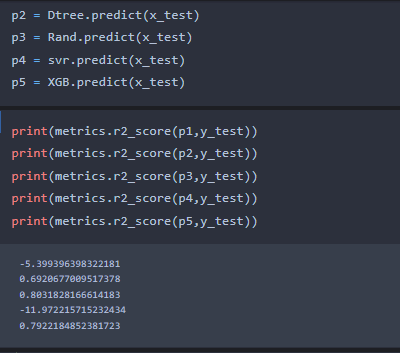 p2 = Dtree.predict(x_test)
p3 = Rand.predict(x_test)
p4 = svr.predict(x_test)
p5 = XGB.predict(x_test)
print(metrics.r2_score(p1,y_test))
print(metrics.r2_score(p2,y_test))
print(metrics.r2_score(p3,y_test))
print(metrics.r2_score(p4,y_test))
print(metrics.r2_score(p5,y_test))
-5.399396398322181
0.6920677009517378
0.8031828166614183
-11.972215715232434
0.7922184852381723